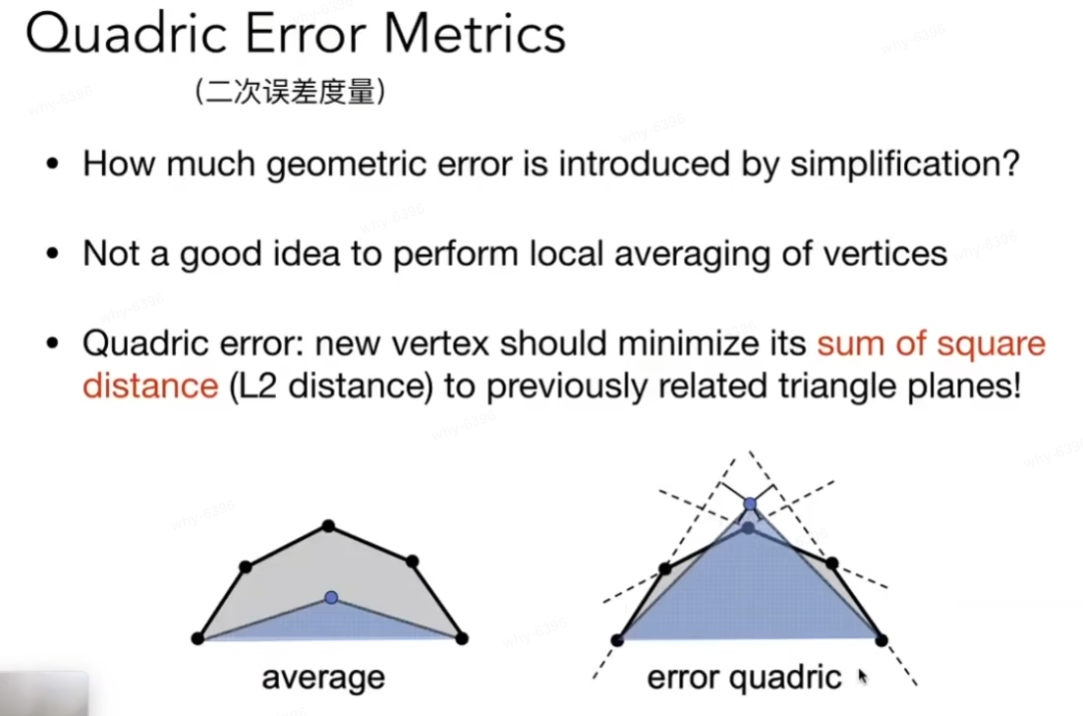 Quadric Error Metrics
(二次误差度量)
• How much geometric error is introduced by simplification?
• Not a good idea to perform local averaging of vertices
• Quadric error: new vertex should minimize its sum of square
distance (L2 distance) to previously related triangle planes!
average
error quadric
why-6396